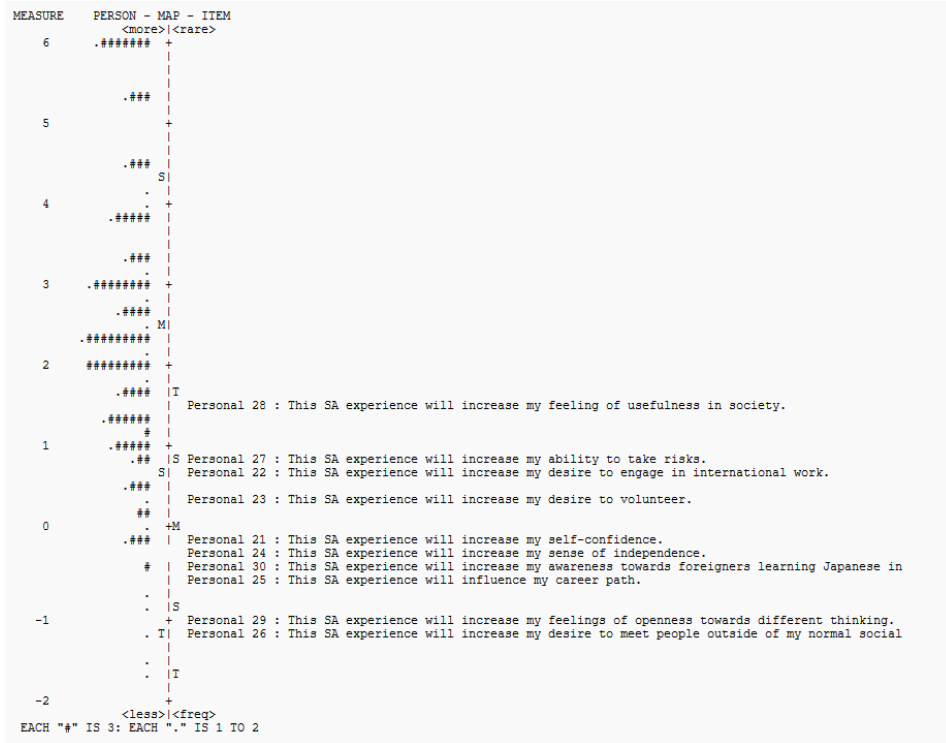 MEASURE PERSON - MAP - ITEM
<more>|<rare>
6 .####### +
|
|
|
.### |
|
5 +
|
|
.### |
S|
. |
4 . +
.##### |
|
|
.### |
. |
3 .######## +
. |
.#### |
. M|
.######### |
. |
2 ######### +
. |
.#### |T
| Personal 28 : This SA experience will increase my feeling of usefulness in society.
.###### |
# |
1 .##### +
.## |S Personal 27 : This SA experience will increase my ability to take risks.
S| Personal 22 : This SA experience will increase my desire to engage in international work.
.### |
. | Personal 23 : This SA experience will increase my desire to volunteer.
## |
0 . +M
.### | Personal 21 : This SA experience will increase my self-confidence.
Personal 24 : This SA experience will increase my sense of independence.
# | Personal 30 : This SA experience will increase my awareness towards foreigners learning Japanese in
| Personal 25 : This SA experience will influence my career path.
. |
. |S
-1 + Personal 29 : This SA experience will increase my feelings of openness towards different thinking.
. T| Personal 26 : This SA experience will increase my desire to meet people outside of my normal social
|
. |
. |T
|
-2 +
<less>|<freq>
EACH "#" IS 3: EACH "." IS 1 TO 2